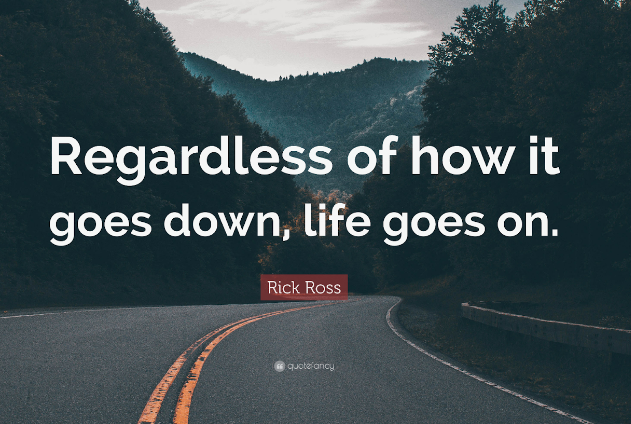 Regardless of how it
goes down, life goes on.
Rick Ross
quotefancy